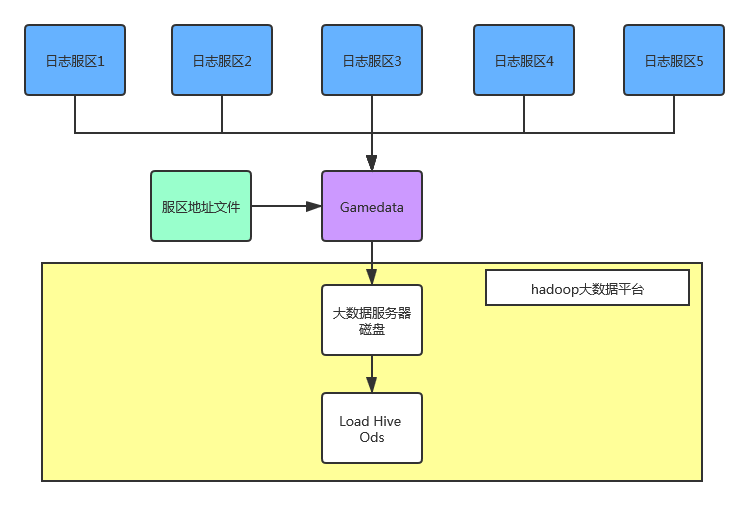 日志服区1
日志服区2
日志服区3
日志服区4
日志服区5
服区地址文件
Gamedata
hadoop大数据平台
大数据服务器
磁盘
Load Hive
Ods